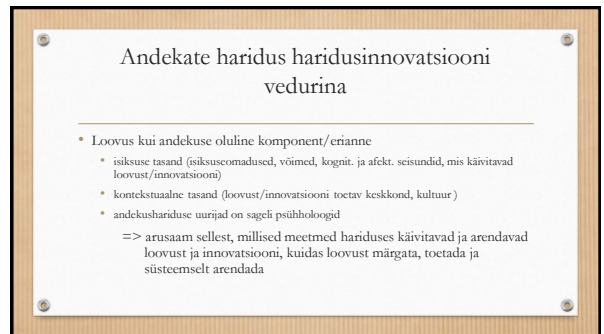 Andekate haridus haridusinnovatsiooni
vedurina
• Loovus kui andekuse oluline komponent/erianne
• isiksuse tasand (isiksuseomadused, võimed, kognit. ja afekt. seisundid, mis käivitavad
loovust/innovatsiooni)
• kontekstuaalne tasand (loovust/innovatsiooni toetav keskkond, kultuur )
• andekushariduse uurijad on sageli psühholoogid
=> arusaam sellest, millised meetmed hariduses käivitavad ja arendavad
loovust ja innovatsiooni, kuidas loovust märgata, toetada ja
süsteemselt arendada